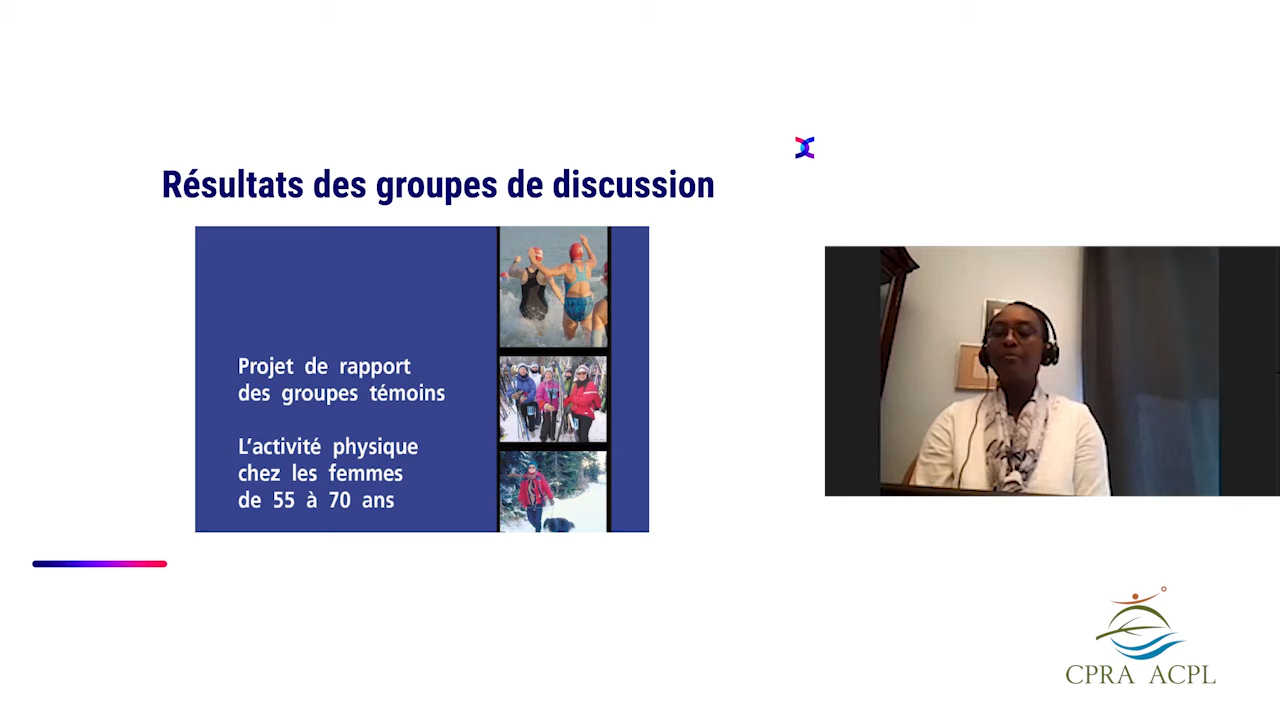 Résultats des groupes de discussion
Projet de rapport
des groupes témoins
L'activité physique
chez les femmes
de 55 à 70 ans
CPRA ACPL